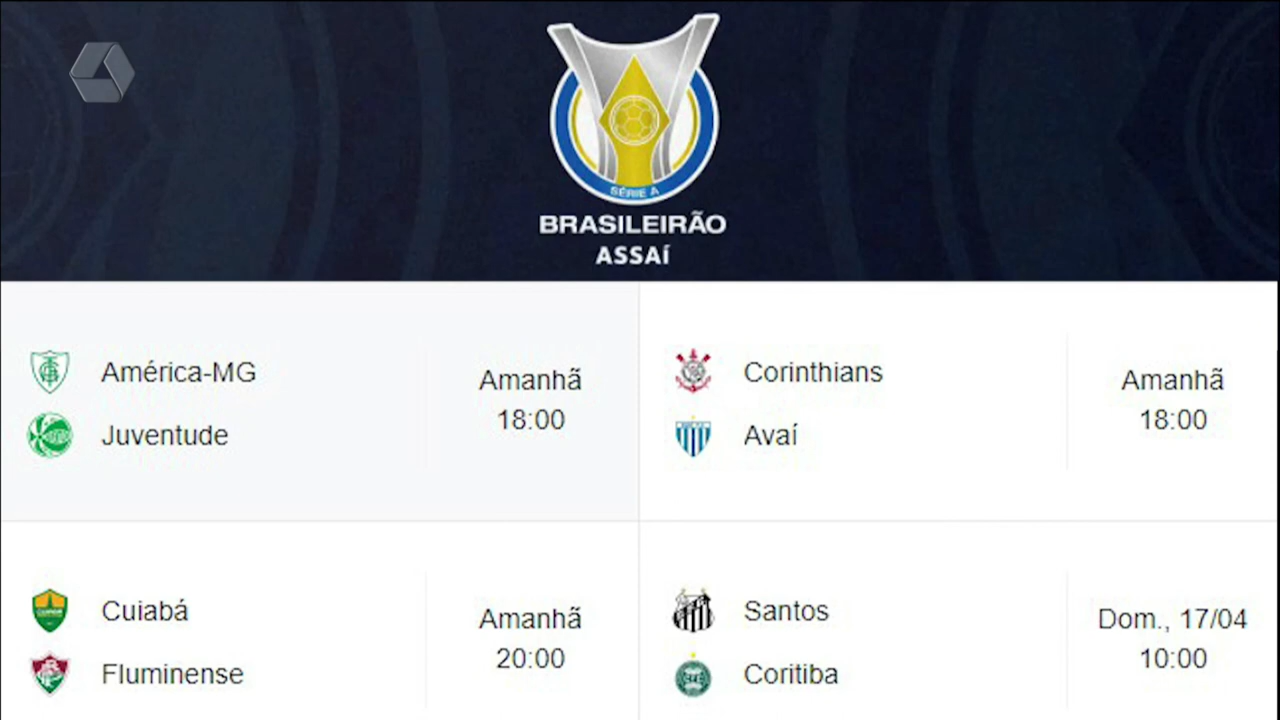 SÉRIE A
BRASILEIRÃO
ASSAÍ
América-MG
Juventude
Amanhã
18:00
Corinthians
Avaí
Amanhã
18:00
Cuiabá
Fluminense
Amanhã
20:00
Santos
Coritiba
Dom., 17/04
10:00